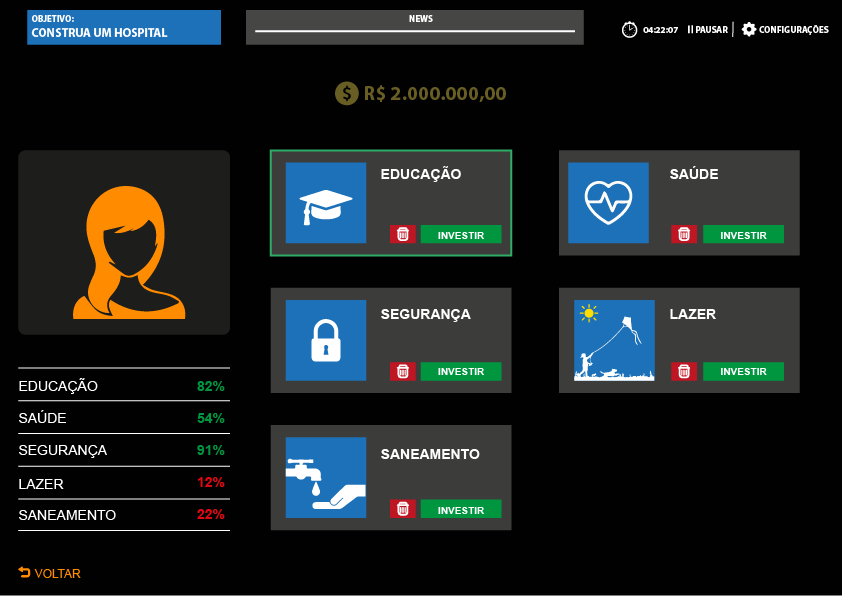 OBJETIVO:
CONSTRUA UM HOSPITAL
NEWS
04:22:07
PAUSAR
CONFIGURAÇÕES
$ R$ 2.000.000,00
EDUCAÇÃO
INVESTIR
SAÚDE
INVESTIR
SEGURANÇA
INVESTIR
LAZER
INVESTIR
SANEAMENTO
INVESTIR
EDUCAÇÃO 82%
SAÚDE 54%
SEGURANÇA 91%
LAZER 12%
SANEAMENTO 22%
VOLTAR